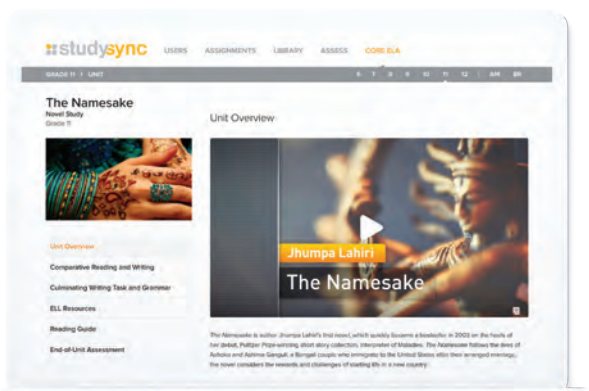 studysync
USERS ASSIGNMENTS LIBRARY ASSESS CORE ELA
GRADE 11 > UNIT 6 7 8 9 10 11 12 | AM BR
The Namesake
Novel Study
Grade 11
Unit Overview
Jhumpa Lahiri
The Namesake
Unit Overview
Comparative Reading and Writing
Culminating Writing Task and Grammar
ELL Resources
Reading Guide
End-of-Unit Assessment
The Namesake is author Jhumpa Lahiri's first novel, which quickly became a bestseller in 2003 on the heels of
her debut, Pulitzer Prize-winning short story collection, Interpreter of Maladies. The Namesake follows the lives of
Ashoke and Ashima Ganguli, a Bengali couple who immigrate to the United States after their arranged marriage,
the novel considers the rewards and challenges of starting life in a new country.